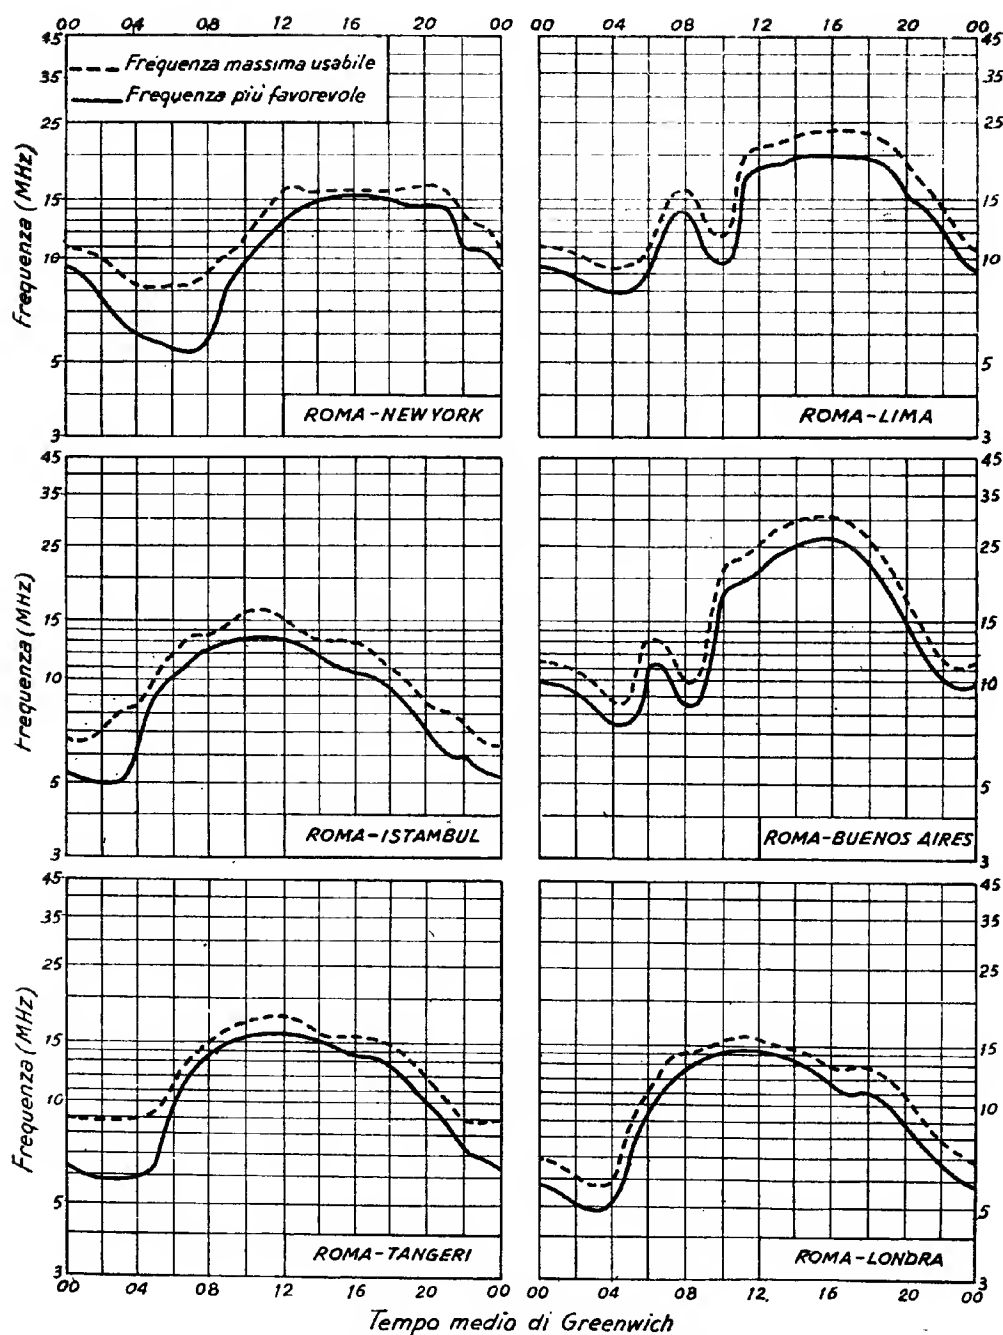 00 04 08 12 16 20 00
00 04 08 12 16 20 00
Frequenza massima usabile
Frequenza più favorevole
Frequenza (MHz)
45
35
25
15
10
5
3
ROMA-NEW YORK
45
35
25
15
10
5
3
ROMA-LIMA
Frequenza (MHz)
45
35
25
15
10
5
3
ROMA-ISTAMBUL
45
35
25
15
10
5
3
ROMA-BUENOS AIRES
Frequenza (MHz)
45
35
25
15
10
5
3
ROMA-TANGERI
45
35
25
15
10
5
3
ROMA-LONDRA
00 04 08 12 16 20 00
00 04 08 12. 16 20 00
Tempo medio di Greenwich